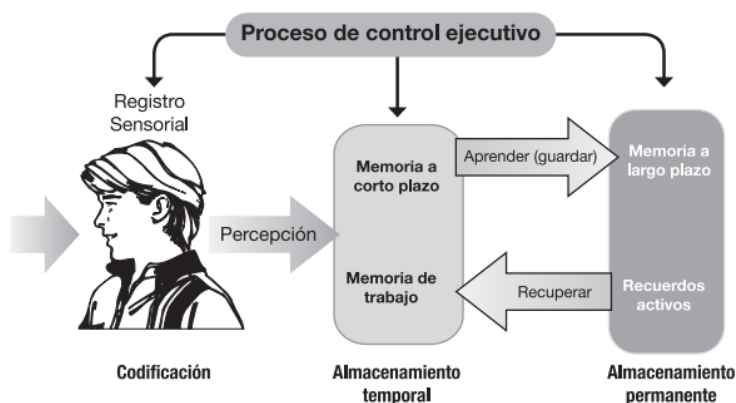 Proceso de control ejecutivo
Registro
Sensorial
Percepción
Memoria a
corto plazo
Aprender (guardar)
Memoria a
largo plazo
Memoria de
trabajo
Recuperar
Recuerdos
activos
Codificación
Almacenamiento
temporal
Almacenamiento
permanente